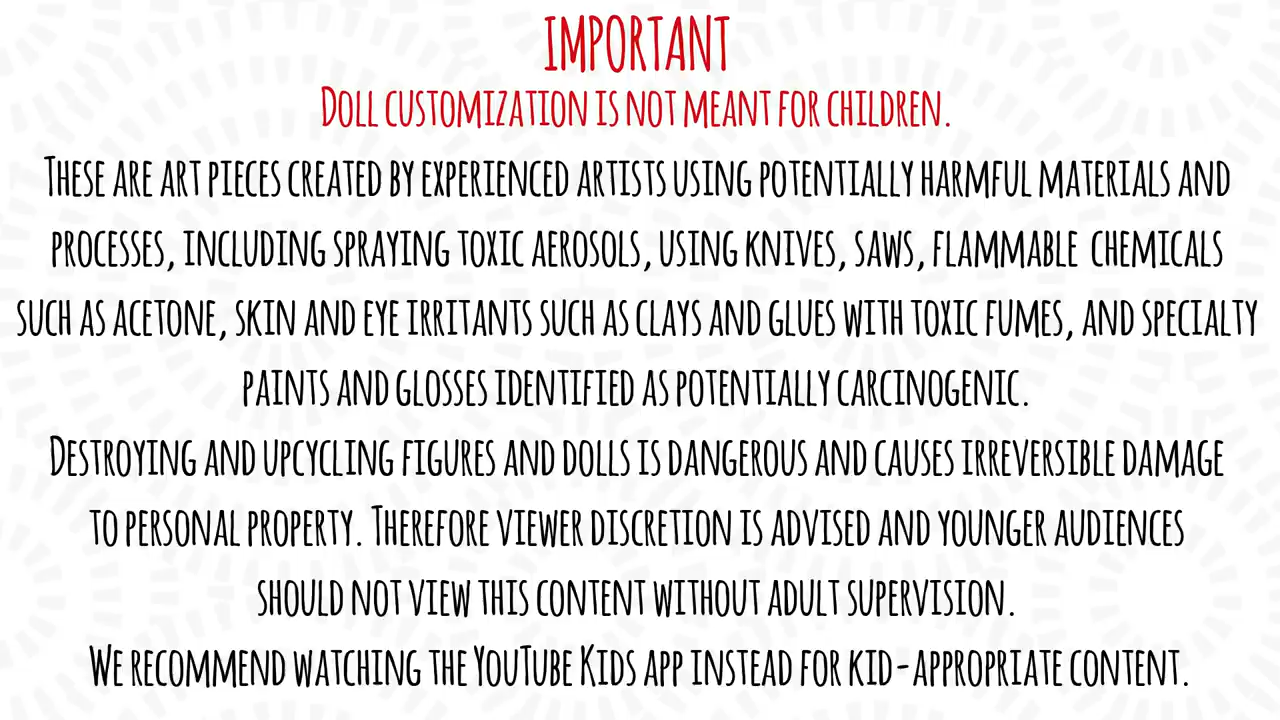 IMPORTANT
DOLL CUSTOMIZATION IS NOT MEANT FOR CHILDREN.
THESE ARE ART PIECES CREATED BY EXPERIENCED ARTISTS USING POTENTIALLY HARMFUL MATERIALS AND
PROCESSES, INCLUDING SPRAYING TOXIC AEROSOLS, USING KNIVES, SAWS, FLAMMABLE CHEMICALS
SUCH AS ACETONE, SKIN AND EYE IRRITANTS SUCH AS CLAYS AND GLUES WITH TOXIC FUMES, AND SPECIALTY
PAINTS AND GLOSSES IDENTIFIED AS POTENTIALLY CARCINOGENIC.
DESTROYING AND UPCYCLING FIGURES AND DOLLS IS DANGEROUS AND CAUSES IRREVERSIBLE DAMAGE
TO PERSONAL PROPERTY. THEREFORE VIEWER DISCRETION IS ADVISED AND YOUNGER AUDIENCES
SHOULD NOT VIEW THIS CONTENT WITHOUT ADULT SUPERVISION.
WE RECOMMEND WATCHING THE YOUTUBE KIDS APP INSTEAD FOR KID-APPROPRIATE CONTENT.